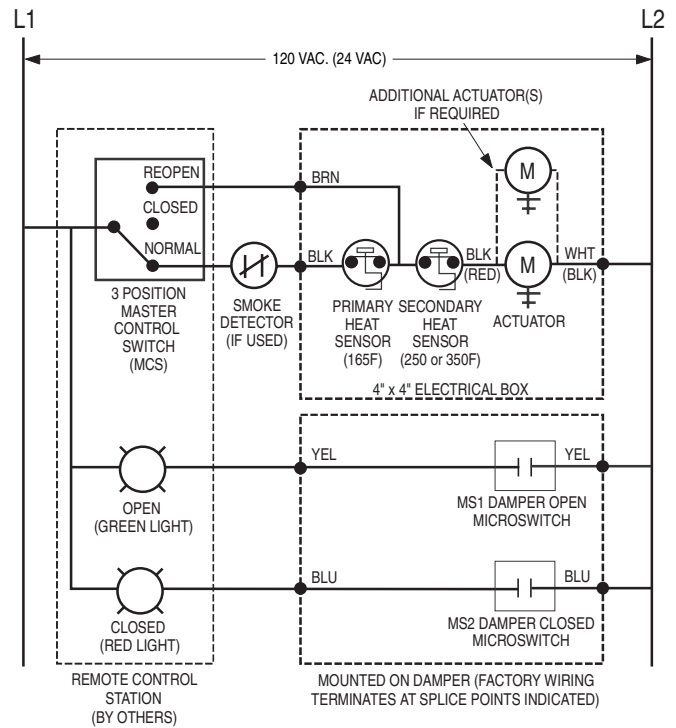 L1
L2
120 VAC. (24 VAC)
ADDITIONAL ACTUATOR(S)
IF REQUIRED
M
REOPEN
BRN
CLOSED
NORMAL
BLK
BLK
(RED)
M
WHT
(BLK)
3 POSITION
MASTER
CONTROL
SWITCH
(MCS)
SMOKE
DETECTOR
(IF USED)
PRIMARY
HEAT
SENSOR
(165F)
SECONDARY
HEAT
SENSOR
(250 or 350F)
ACTUATOR
4" x 4" ELECTRICAL BOX
YEL
YEL
OPEN
(GREEN LIGHT)
MS1 DAMPER OPEN
MICROSWITCH
BLU
BLU
CLOSED
(RED LIGHT)
MS2 DAMPER CLOSED
MICROSWITCH
REMOTE CONTROL
STATION
(BY OTHERS)
MOUNTED ON DAMPER (FACTORY WIRING
TERMINATES AT SPLICE POINTS INDICATED)